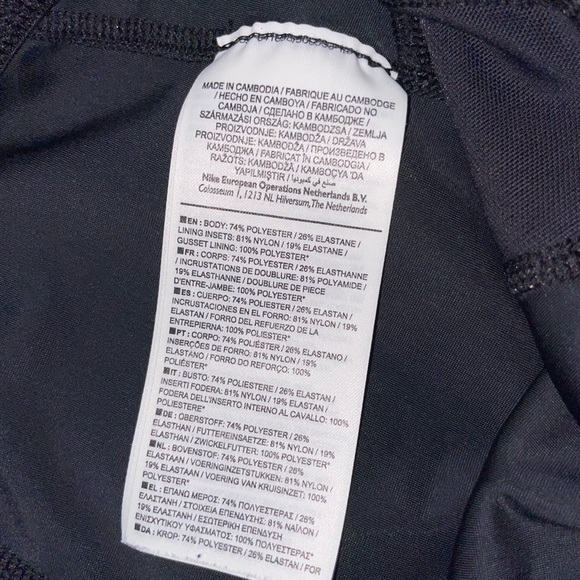 MADE IN CAMBODIA / FABRIQUE AU CAMBODGE
/ HECHO EN CAMBOYA / FABRICADO NO
CAMBOJA / СДЕЛАНО В КАМБОДЖЕ /
SZÁRMAZÁSI ORSZÁG: KAMBODZSA / ZEMLJA
PROIZVODNJE: KAMBODŽA / DRŽAVA
PROIZVODNJE: KAMBODŽA / ПРОИЗВЕДЕНО В
КАМБОДЖА / FABRICAT ÎN CAMBODGIA /
RAŽOTS: KAMBODŽĀ / KAMBOÇYA 'DA
YAPILMIŞTIR / صنع في كمبوديا
Nike European Operations Netherlands B.V.
Colosseum 1, 1213 NL Hilversum, The Netherlands
EN : BODY: 74% POLYESTER / 26% ELASTANE /
LINING INSETS: 81% NYLON / 19% ELASTANE /
GUSSET LINING: 100% POLYESTER*
FR : CORPS: 74% POLYESTER / 26% ELASTHANNE
/ INCRUSTATIONS DE DOUBLURE: 81% POLYAMIDE
/ 19% ELASTHANNE / DOUBLURE DE PIECE
D'ENTRE-JAMBE: 100% POLYESTER*
ES : CUERPO: 74% POLIESTER / 26% ELASTANO /
INCRUSTACIONES EN EL FORRO: 81% NYLON / 19%
ELASTANO / FORRO DEL REFUERZO DE LA
ENTREPIERNA: 100% POLIESTER*
PT : CORPO: 74% POLIESTER / 26% ELASTANO /
INSERÇÕES DE FORRO: 81% NYLON / 19%
ELASTANO / FORRO DO REFORÇO: 100%
POLIESTER*
IT : BUSTO: 74% POLIESTERE / 26% ELASTAN /
INSERTI FODERA: 81% NYLON / 19% ELASTAN /
FODERA DELL'INSERTO INTERNO AL CAVALLO: 100%
POLIESTERE*
DE : OBERSTOFF: 74% POLYESTER / 26%
ELASTHAN / FUTTEREINSAETZE: 81% NYLON / 19%
ELASTHAN / ZWICKELFUTTER: 100% POLYESTER*
NL : BOVENSTOF: 74% POLYESTER / 26%
ELASTAAN / VOERINGINZETSTUKKEN: 81% NYLON /
19% ELASTAAN / VOERING VAN KRUISINZET: 100%
POLYESTER*
EL : ΕΠΑΝΩ ΜΕΡΟΣ: 74% ΠΟΛΥΕΣΤΕΡΑΣ / 26%
ΕΛΑΣΤΑΝΗ / ΣΤΟΙΧΕΙΑ ΕΠΕΝΔΥΣΗΣ: 81% ΝΑΪΛΟΝ /
19% ΕΛΑΣΤΑΝΗ / ΕΣΩΤΕΡΙΚΗ ΕΠΕΝΔΥΣΗ
ΕΝΙΣΧΥΤΙΚΟΥ ΥΦΑΣΜΑΤΟΣ: 100% ΠΟΛΥΕΣΤΕΡΑΣ*
DA : KROP: 74% POLYESTER / 26% ELASTAN / FOR